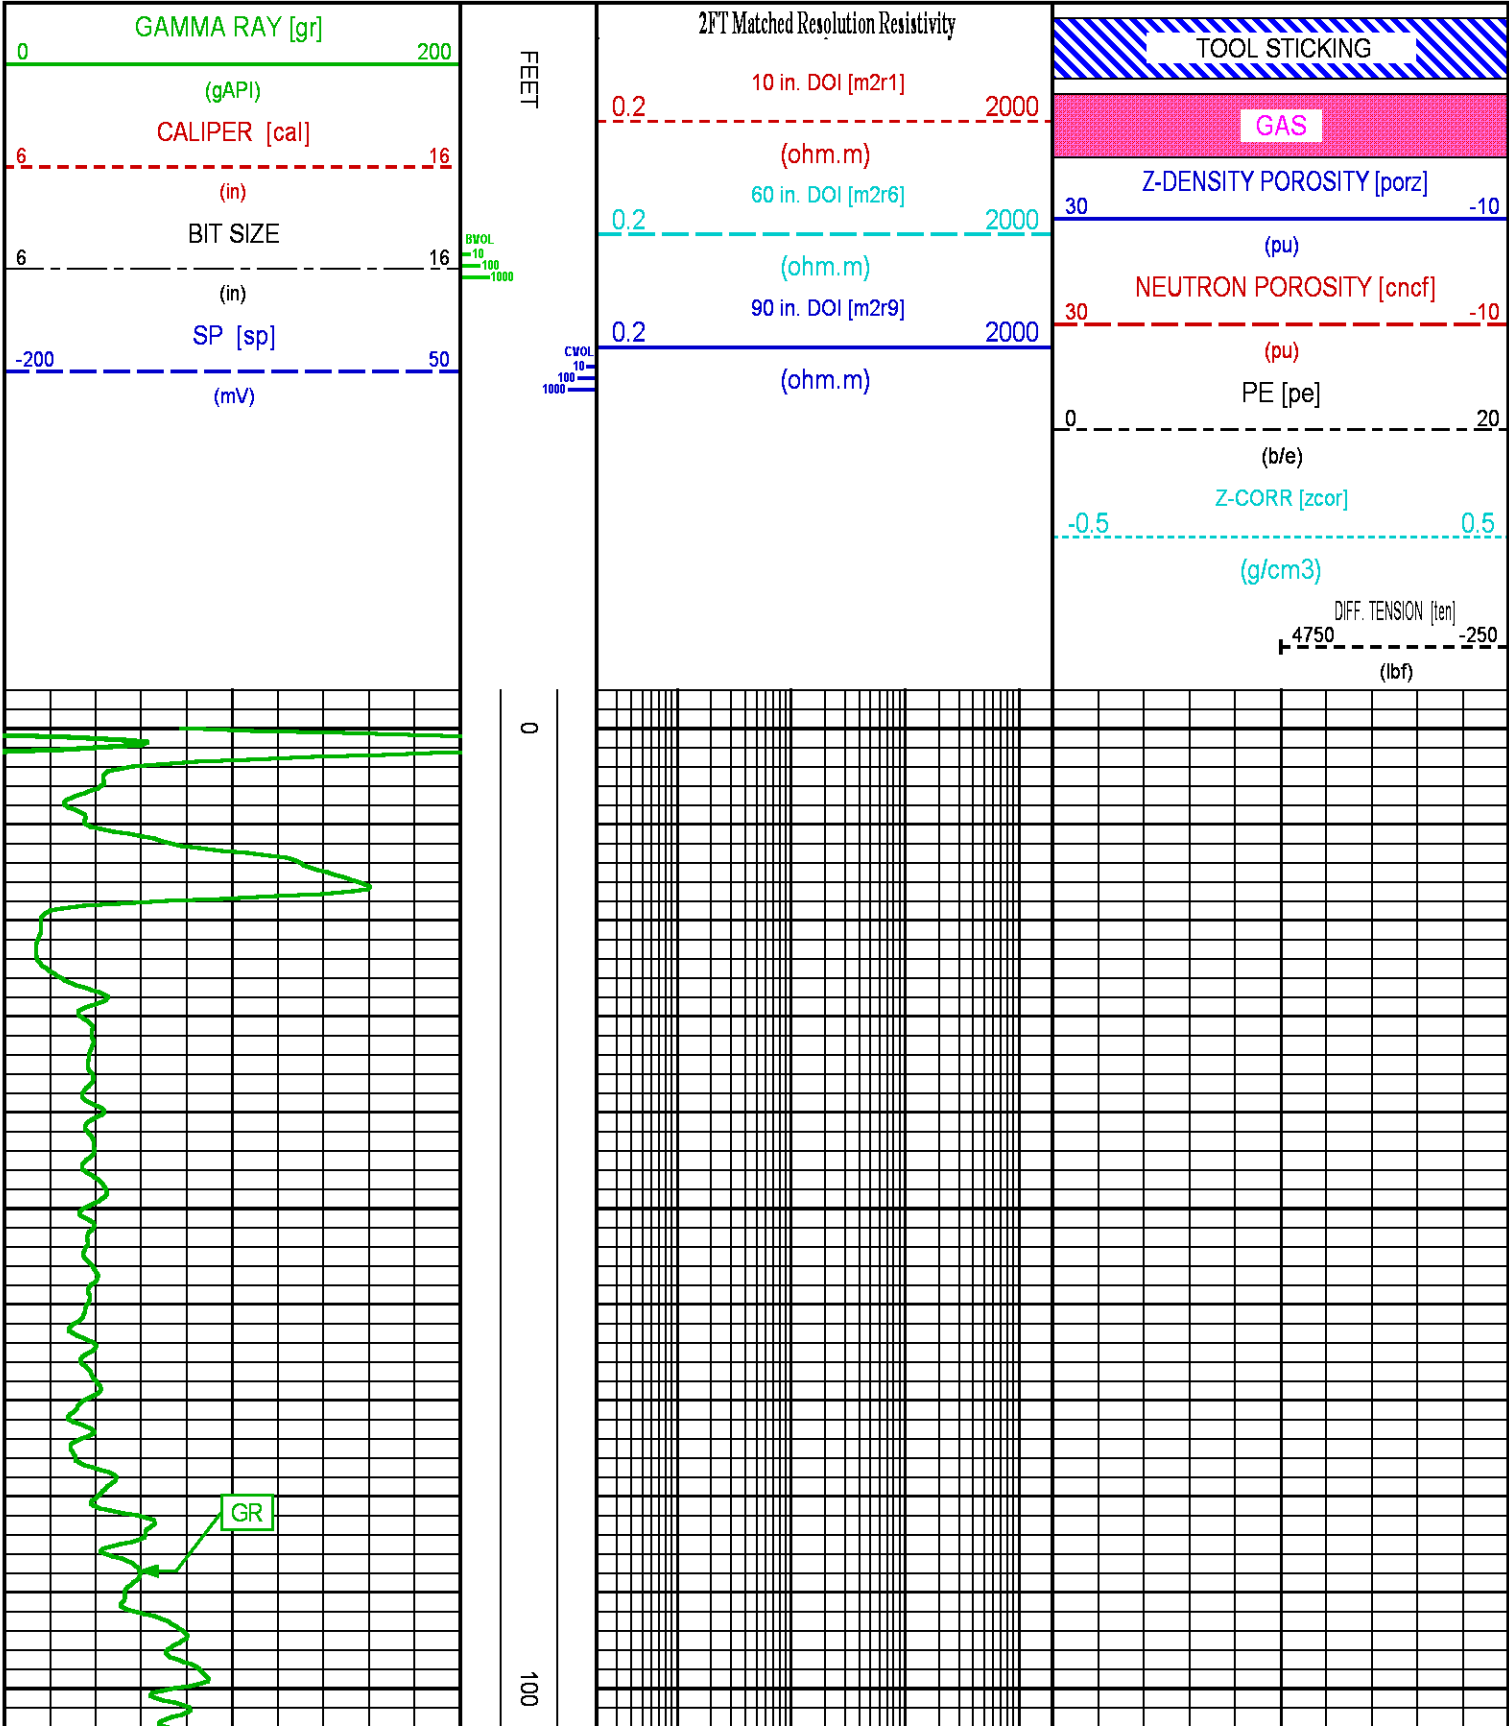 GAMMA RAY [gr]
0 200
(gAPI)
CALIPER [cal]
6 16
(in)
BIT SIZE
6 16
(in)
SP [sp]
-200 50
(mV)
FEET
BVOL
10
100
1000
CVOL
10
100
1000
2FT Matched Resolution Resistivity
10 in. DOI [m2r1]
0.2 2000
(ohm.m)
60 in. DOI [m2r6]
0.2 2000
(ohm.m)
90 in. DOI [m2r9]
0.2 2000
(ohm.m)
TOOL STICKING
GAS
Z-DENSITY POROSITY [porz]
30 -10
(pu)
NEUTRON POROSITY [cncf]
30 -10
(pu)
PE [pe]
0 20
(b/e)
Z-CORR [zcor]
-0.5 0.5
(g/cm3)
DIFF. TENSION [ten]
4750 -250
(lbf)
0
GR
100